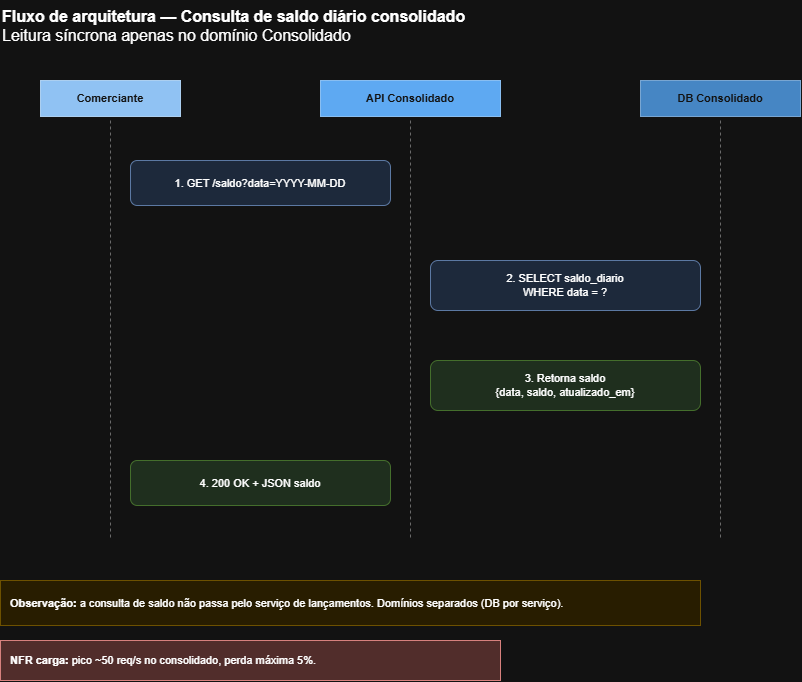 Fluxo de arquitetura — Consulta de saldo diário consolidado
Leitura síncrona apenas no domínio Consolidado
Comerciante
API Consolidado
DB Consolidado
1. GET /saldo?data=YYYY-MM-DD
2. SELECT saldo_diario
WHERE data = ?
3. Retorna saldo
{data, saldo, atualizado_em}
4. 200 OK + JSON saldo
Observação: a consulta de saldo não passa pelo serviço de lançamentos. Domínios separados (DB por serviço).
NFR carga: pico ~50 req/s no consolidado, perda máxima 5%.